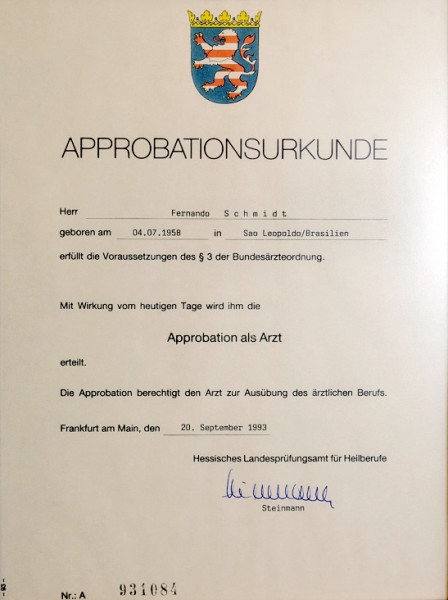 APPROBATIONSURKUNDE
Herr Fernando Schmidt
geboren am 04.07.1958 in Sao Leopoldo/Brasilien
erfüllt die Voraussetzungen des § 3 der Bundesärzteordnung.
Mit Wirkung vom heutigen Tage wird ihm die
Approbation als Arzt
erteilt.
Die Approbation berechtigt den Arzt zur Ausübung des ärztlichen Berufs.
Frankfurt am Main, den 20. September 1993
Hessisches Landesprüfungsamt für Heilberufe
Steinmann
Nr.: A 931084